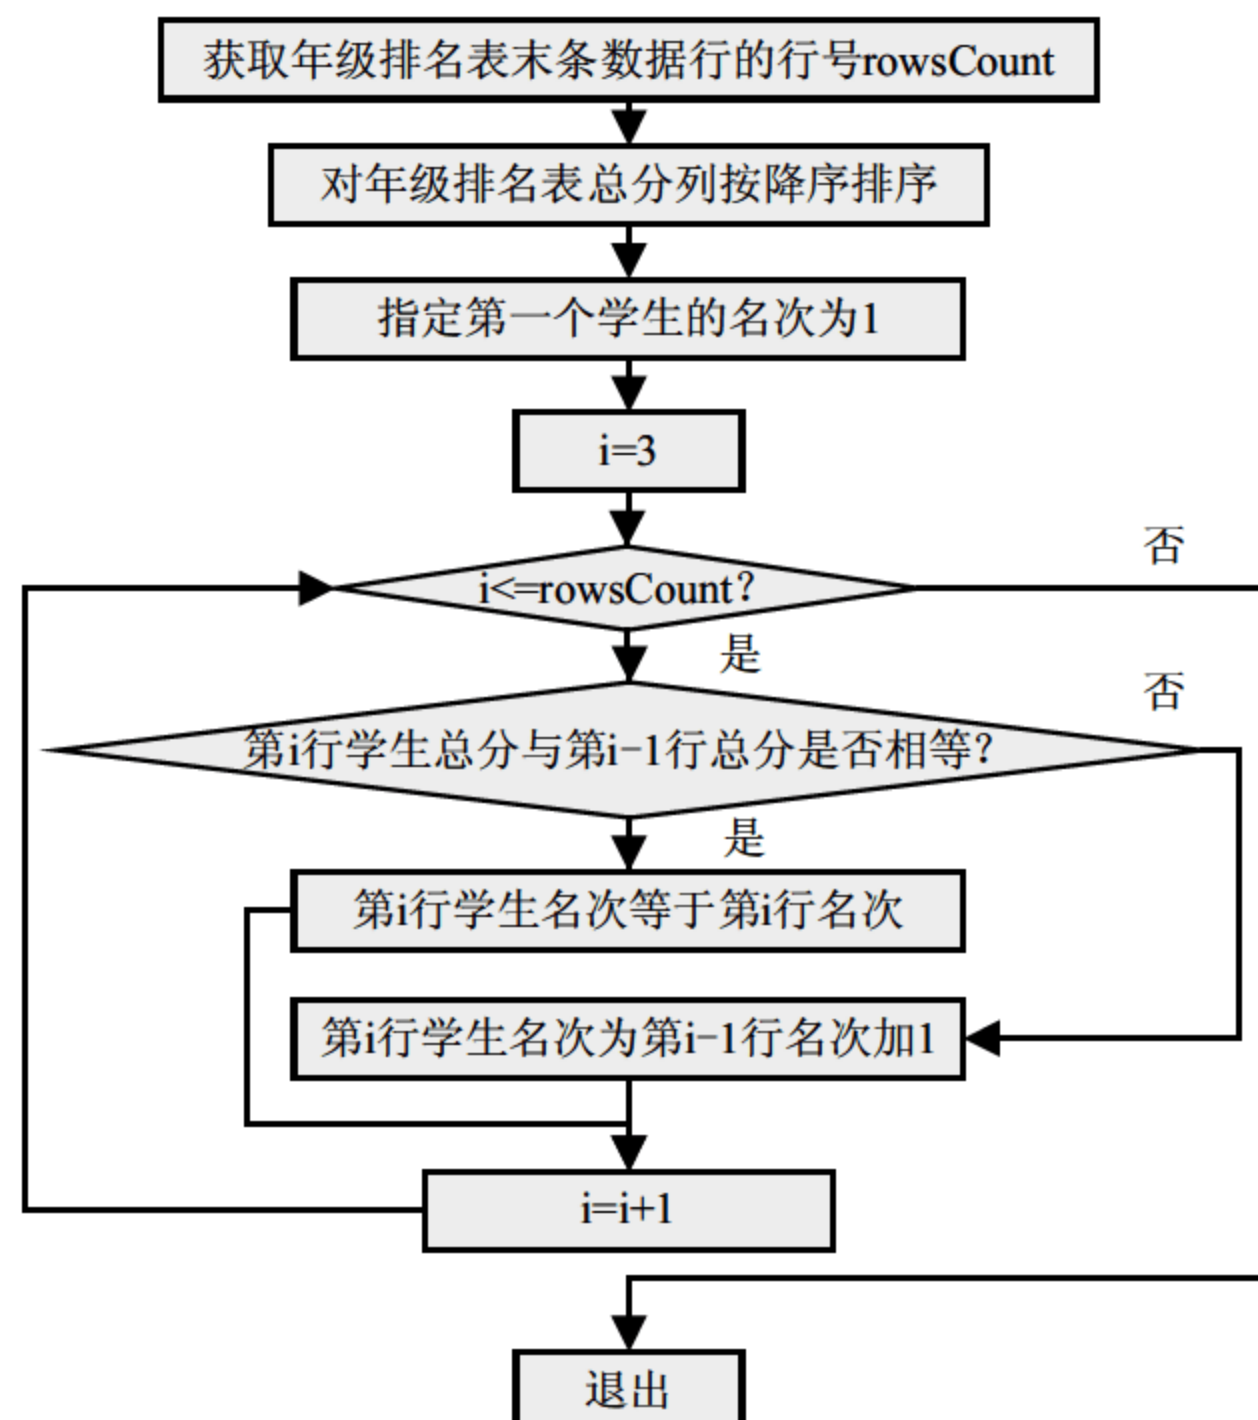 获取年级排名表末条数据行的行号rowsCount
对年级排名表总分列按降序排序
指定第一个学生的名次为1
i=3
否
i<=rowsCount?
是
否
第i行学生总分与第i-1行总分是否相等?
是
第i行学生名次等于第i行名次
第i行学生名次为第i-1行名次加1
i=i+1
退出